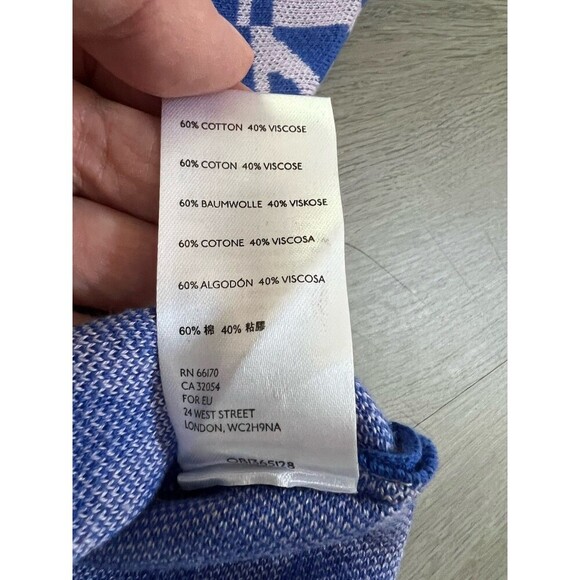 60% COTTON 40% VISCOSE
60% COTON 40% VISCOSE
60% BAUMWOLLE 40% VISKOSE
60% COTONE 40% VISCOSA
60% ALGODÓN 40% VISCOSA
60% 棉 40% 粘膠
RN 66170
CA 32054
FOR EU
24 WEST STREET
LONDON, WC2H9NA